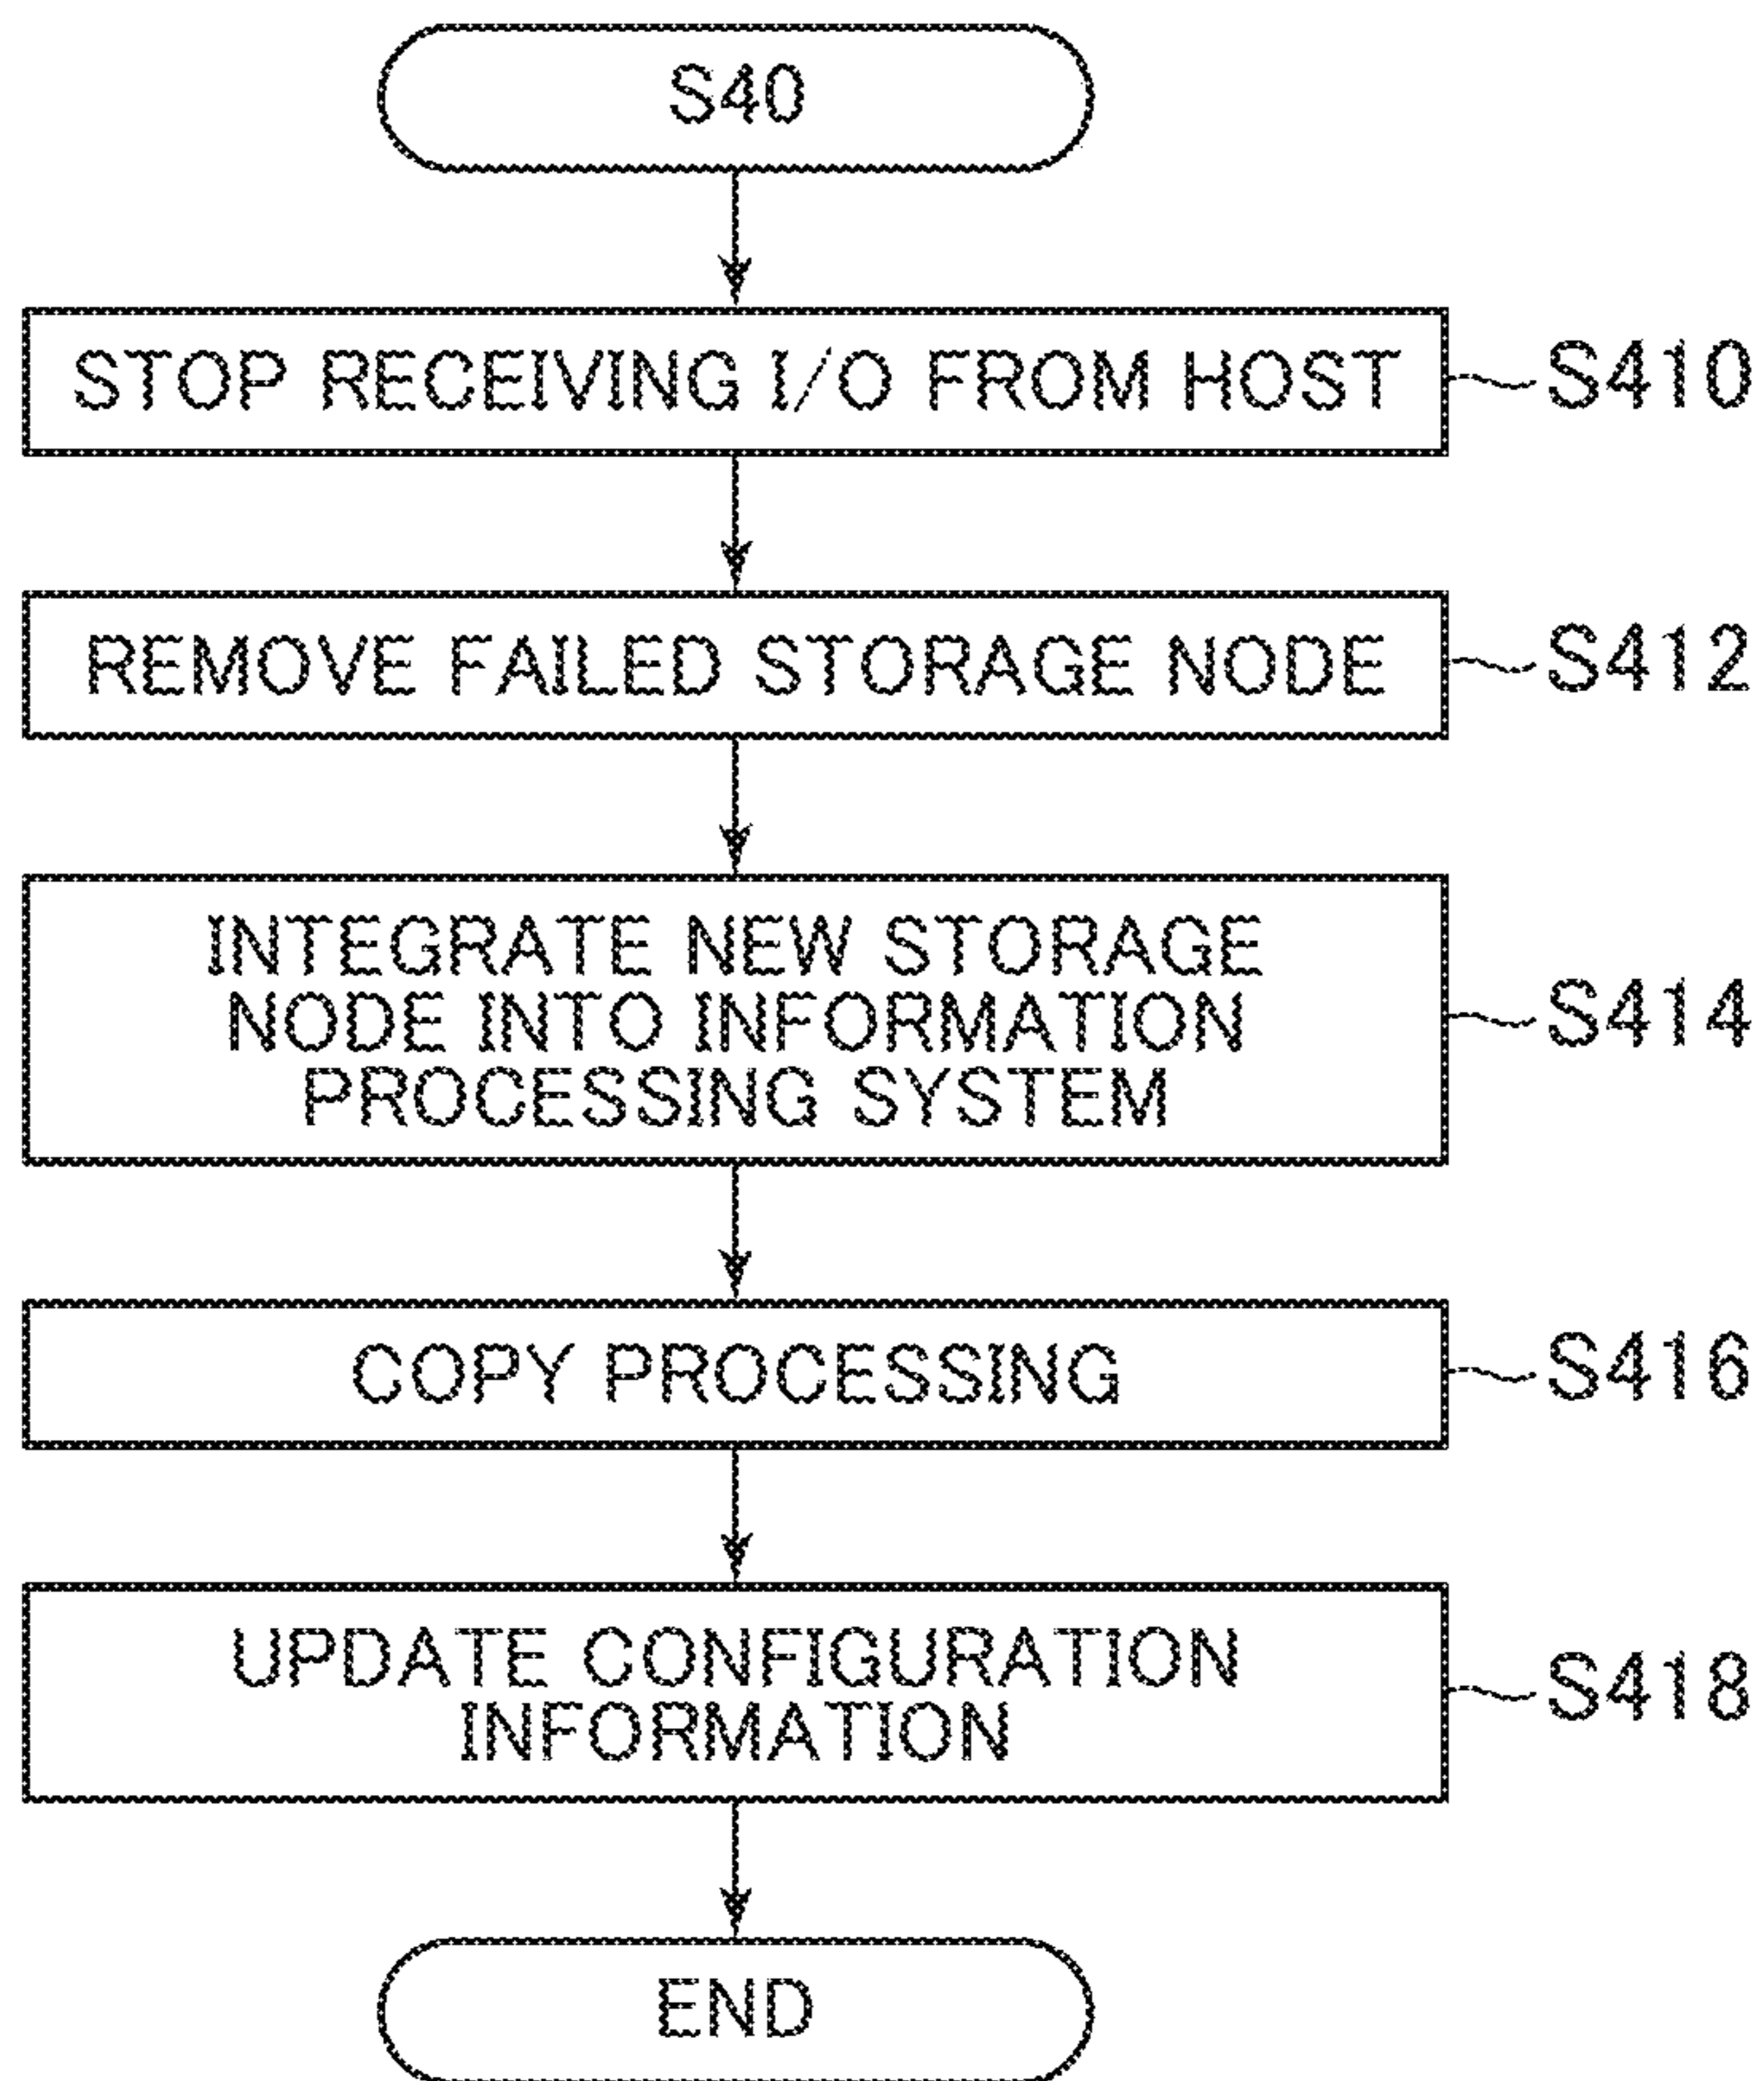 S40
STOP RECEIVING I/O FROM HOST
S410
REMOVE FAILED STORAGE NODE
S412
INTEGRATE NEW STORAGE
NODE INTO INFORMATION
PROCESSING SYSTEM
S414
COPY PROCESSING
S416
UPDATE CONFIGURATION
INFORMATION
S418
END